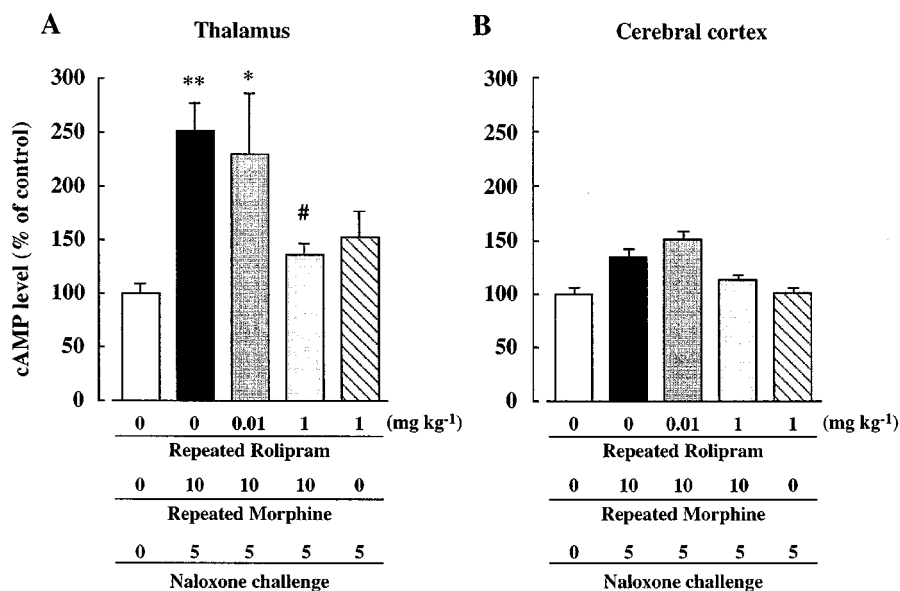 A
Thalamus
cAMP level (% of control)
300
250
200
150
100
50
0
**
*
#
0 0 0.01 1 1 (mg kg-1)
Repeated Rolipram
0 10 10 10 0
Repeated Morphine
0 5 5 5 5
Naloxone challenge
B
Cerebral cortex
300
250
200
150
100
50
0
0 0 0.01 1 1 (mg kg-1)
Repeated Rolipram
0 10 10 10 0
Repeated Morphine
0 5 5 5 5
Naloxone challenge